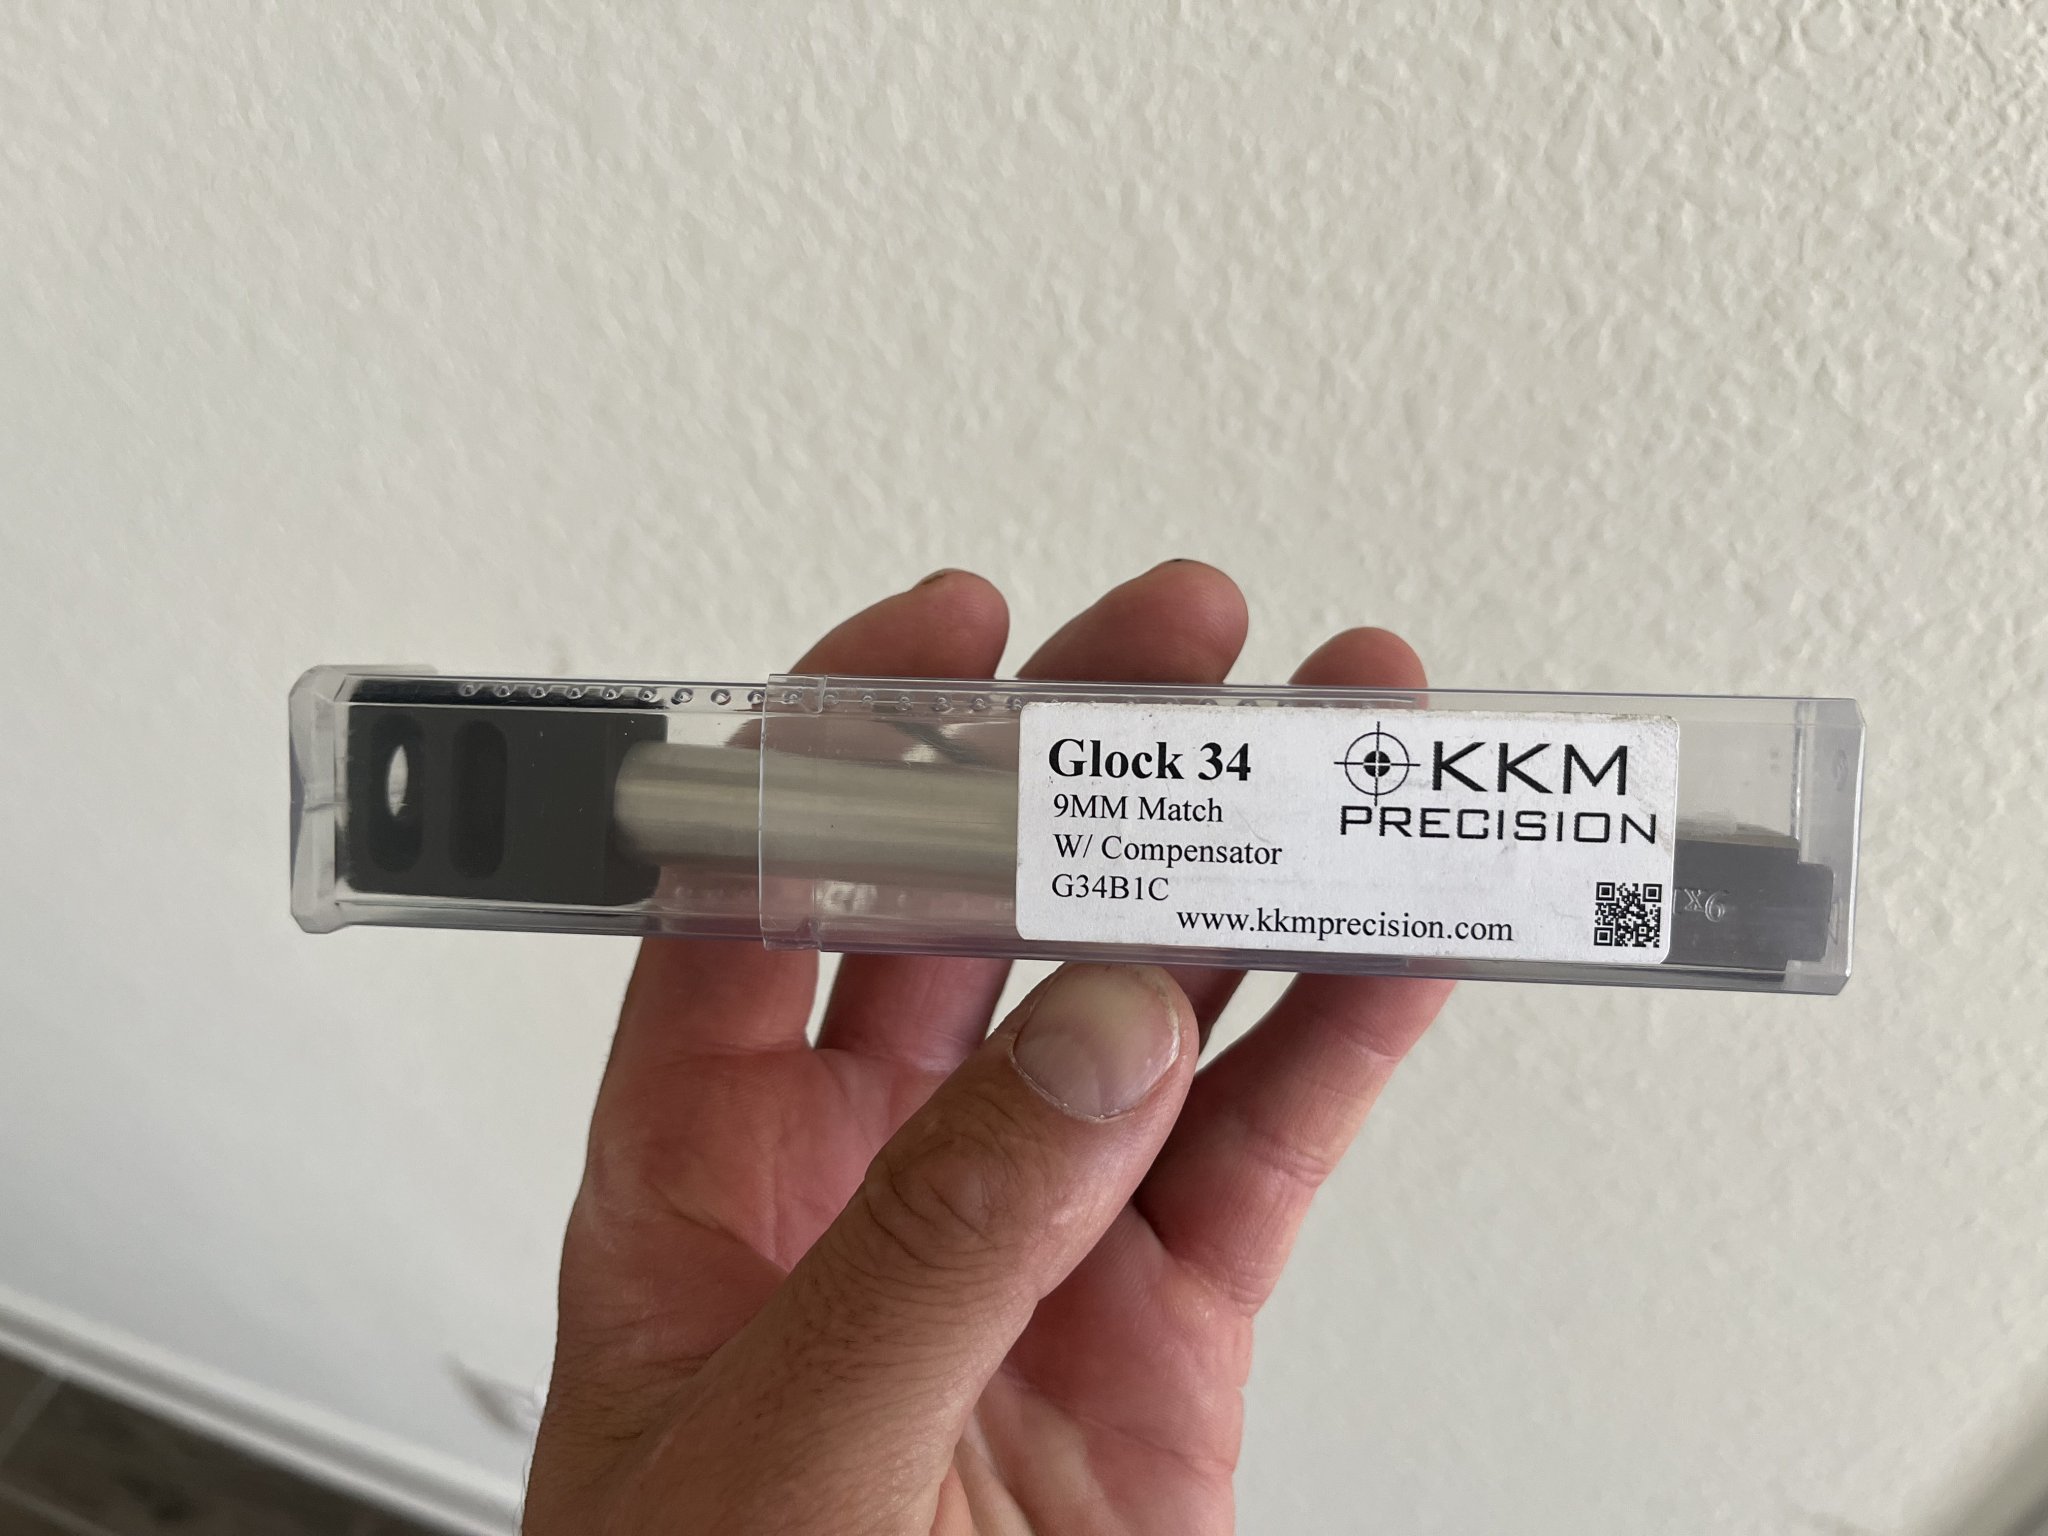 Glock 34
9MM Match
W/ Compensator
G34B1C
KKM
PRECISION
www.kkmprecision.com